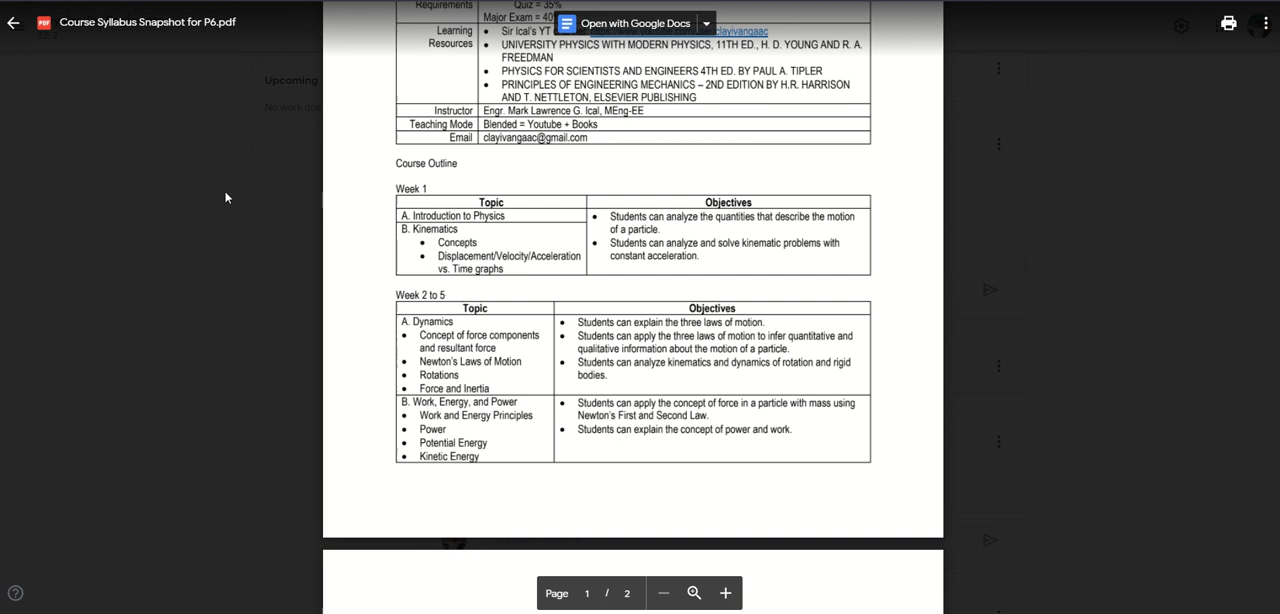 Course Syllabus Snapshot for P6.pdf
PDF
Open with Google Docs
Upcoming
No work due
Requirements
Quiz = 35%
Major Exam = 40
Learning Resources
Sir Ical's YT
clayivangaac
UNIVERSITY PHYSICS WITH MODERN PHYSICS, 11TH ED., H. D. YOUNG AND R. A.
FREEDMAN
PHYSICS FOR SCIENTISTS AND ENGINEERS 4TH ED. BY PAUL A. TIPLER
PRINCIPLES OF ENGINEERING MECHANICS – 2ND EDITION BY H.R. HARRISON
AND T. NETTLETON, ELSEVIER PUBLISHING
Instructor Engr. Mark Lawrence G. Ical, MEng-EE
Teaching Mode Blended = Youtube + Books
Email clayivangaac@gmail.com
Course Outline
Week 1
Topic Objectives
A. Introduction to Physics
B. Kinematics
• Concepts
• Displacement/Velocity/Acceleration
vs. Time graphs
• Students can analyze the quantities that describe the motion
of a particle.
• Students can analyze and solve kinematic problems with
constant acceleration.
Week 2 to 5
Topic Objectives
A. Dynamics
• Concept of force components
and resultant force
• Newton's Laws of Motion
• Rotations
• Force and Inertia
• Students can explain the three laws of motion.
• Students can apply the three laws of motion to infer quantitative and
qualitative information about the motion of a particle.
• Students can analyze kinematics and dynamics of rotation and rigid
bodies.
B. Work, Energy, and Power
• Work and Energy Principles
• Power
• Potential Energy
• Kinetic Energy
• Students can apply the concept of force in a particle with mass using
Newton's First and Second Law.
• Students can explain the concept of power and work.
Page 1 / 2